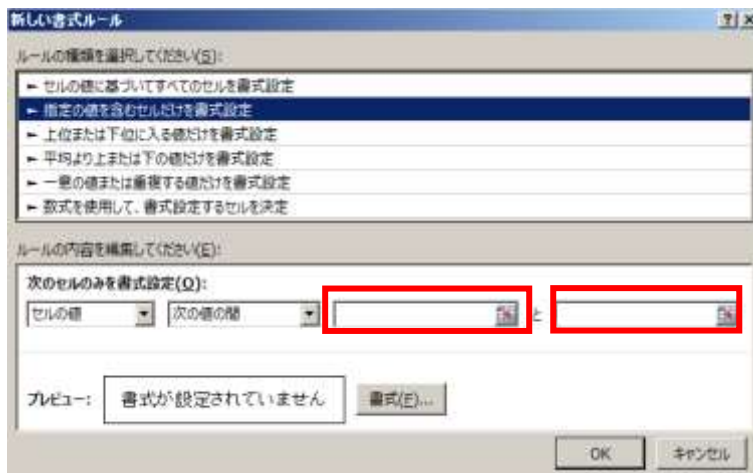 新しい書式ルール
ルールの種類を選択してください(S):
► セルの値に基づいてすべてのセルを書式設定
► 指定の値を含むセルだけを書式設定
► 上位または下位に入る値だけを書式設定
► 平均より上または下の値だけを書式設定
► 一意の値または重複する値だけを書式設定
► 数式を使用して、書式設定するセルを決定
ルールの内容を編集してください(E):
次のセルのみを書式設定(O):
セルの値 次の値の間 と
プレビュー: 書式が設定されていません 書式(F)...
OK キャンセル